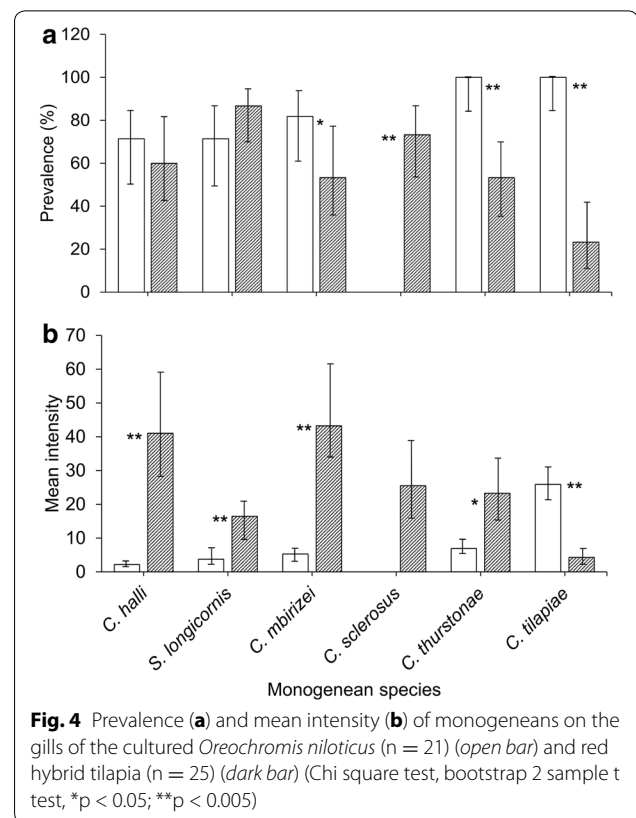 a
120
100
80
60
40
20
0
Prevalence (%)
*
**
**
**
b
70
60
50
40
30
20
10
0
Mean intensity
**
**
**
*
**
C. halli
S. longicornis
C. mbirizei
C. sclerosus
C. thurstonae
C. tilapiae
Monogenean species
Fig. 4 Prevalence (a) and mean intensity (b) of monogeneans on the
gills of the cultured Oreochromis niloticus (n = 21) (open bar) and red
hybrid tilapia (n = 25) (dark bar) (Chi square test, bootstrap 2 sample t
test, *p < 0.05; **p < 0.005)